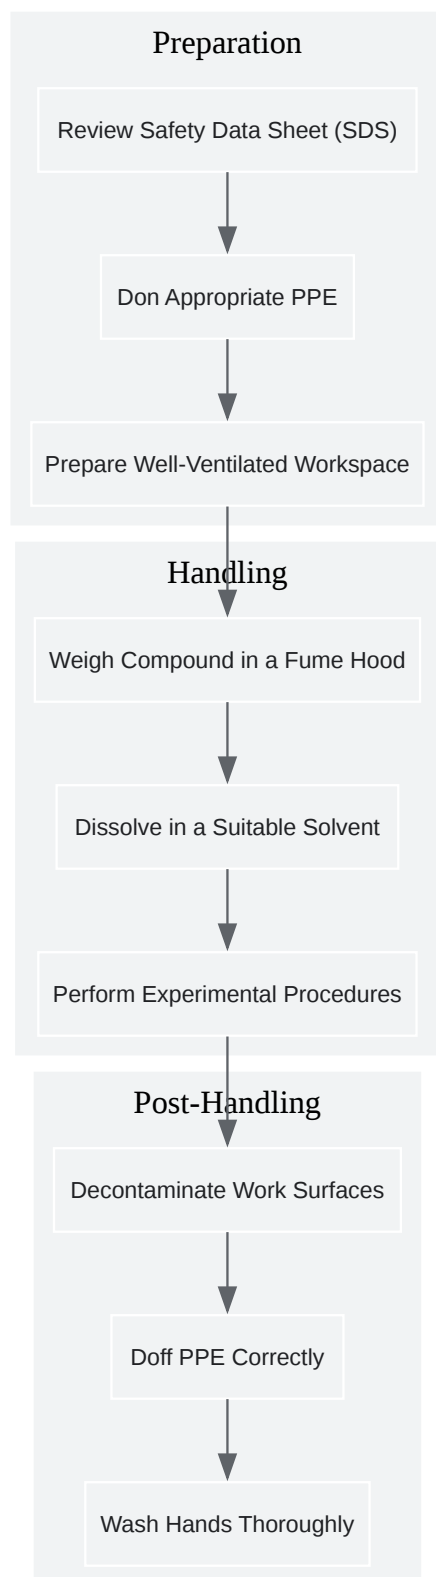 Preparation
Review Safety Data Sheet (SDS)
Don Appropriate PPE
Prepare Well-Ventilated Workspace
Handling
Weigh Compound in a Fume Hood
Dissolve in a Suitable Solvent
Perform Experimental Procedures
Post-Handling
Decontaminate Work Surfaces
Doff PPE Correctly
Wash Hands Thoroughly